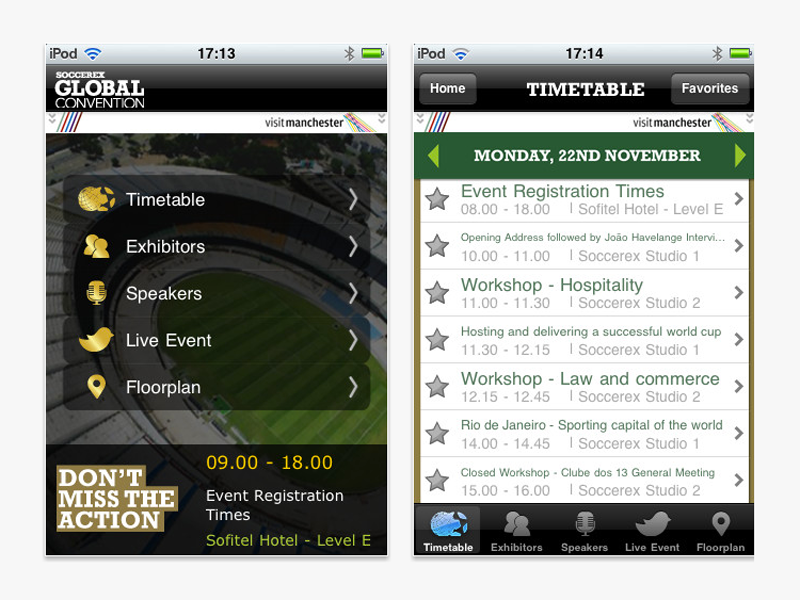 iPod 17:13
SOCCEREX
GLOBAL
CONVENTION
visitmanchester
Timetable
Exhibitors
Speakers
Live Event
Floorplan
DON'T
MISS THE
ACTION
09.00 - 18.00
Event Registration
Times
Sofitel Hotel - Level E
iPod 17:14
Home TIMETABLE Favorites
visitmanchester
MONDAY, 22ND NOVEMBER
Event Registration Times
08.00 - 18.00 | Sofitel Hotel - Level E
Opening Address followed by João Havelange Intervi...
10.00 - 11.00 | Soccerex Studio 1
Workshop - Hospitality
11.00 - 11.30 | Soccerex Studio 2
Hosting and delivering a successful world cup
11.30 - 12.15 | Soccerex Studio 1
Workshop - Law and commerce
12.15 - 12.45 | Soccerex Studio 2
Rio de Janeiro - Sporting capital of the world
14.00 - 14.45 | Soccerex Studio 1
Closed Workshop - Clube dos 13 General Meeting
15.00 - 16.00 | Soccerex Studio 2
Timetable Exhibitors Speakers Live Event Floorplan